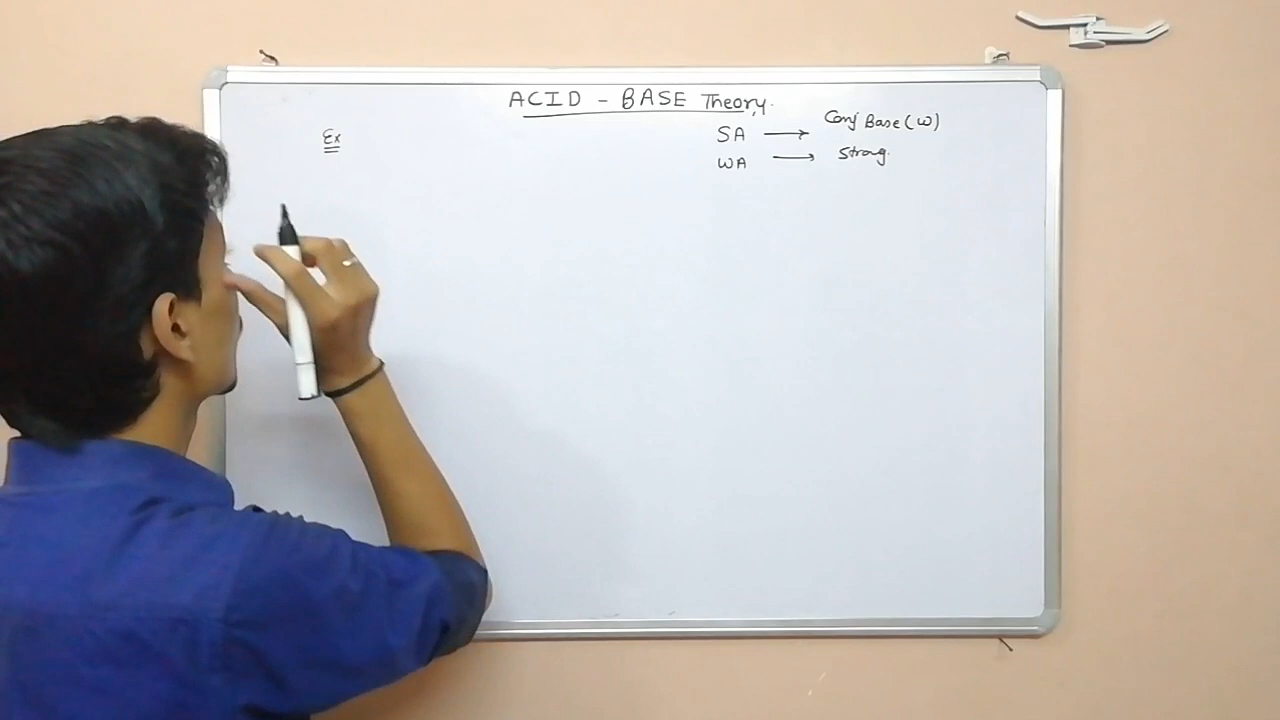 ACID - BASE Theory.
Ex
SA → Conj Base (W)
WA → Strong.